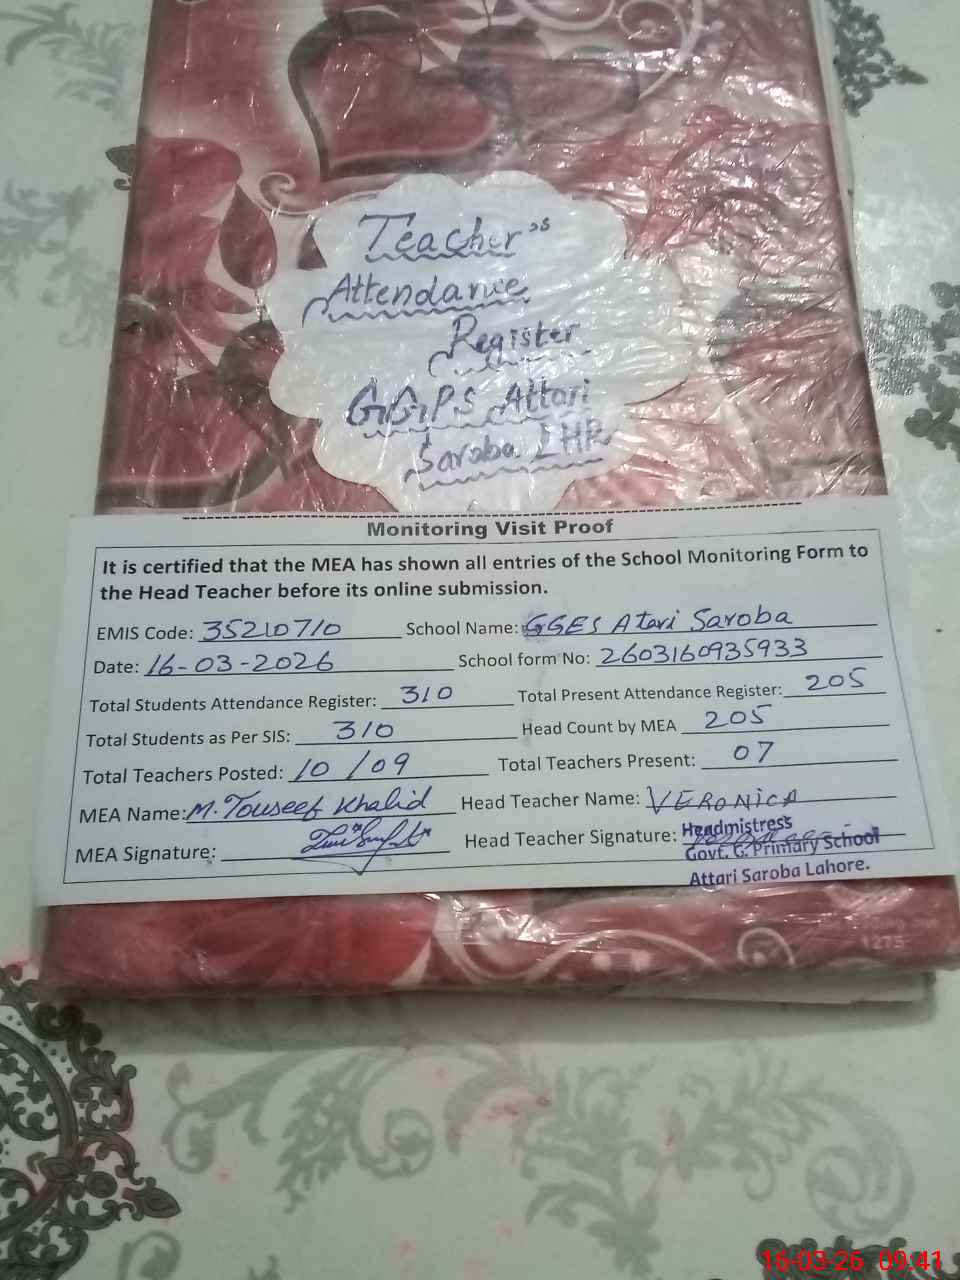 Teacher's
Attendance
Register
G.G.P.S Attari
Saroba LHR
Monitoring Visit Proof
It is certified that the MEA has shown all entries of the School Monitoring Form to
the Head Teacher before its online submission.
EMIS Code: 35210710 School Name: GGES Atari Saroba
Date: 16-03-2026 School form No: 2603160935933
Total Students Attendance Register: 310 Total Present Attendance Register: 205
Total Students as Per SIS: 310 Head Count by MEA 205
Total Teachers Posted: 10/09 Total Teachers Present: 07
MEA Name: M. Touseef Khalid Head Teacher Name: VERONICA
MEA Signature: Head Teacher Signature: Headmistress
Govt. G. Primary School
Attari Saroba Lahore.
1275
16-03-26 09:41